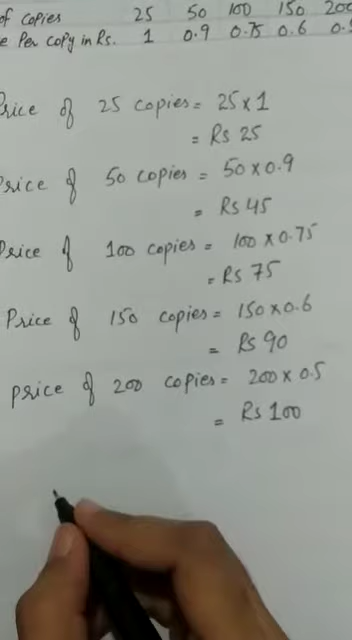 of copies 25 50 100 150 200
e Per Copy in Rs. 1 0.9 0.75 0.6 0.5
Price of 25 copies = 25 x 1
= Rs 25
Price of 50 copies = 50 x 0.9
= Rs 45
Price of 100 copies = 100 x 0.75
= Rs 75
Price of 150 copies = 150 x 0.6
= Rs 90
price of 200 copies = 200 x 0.5
= Rs 100